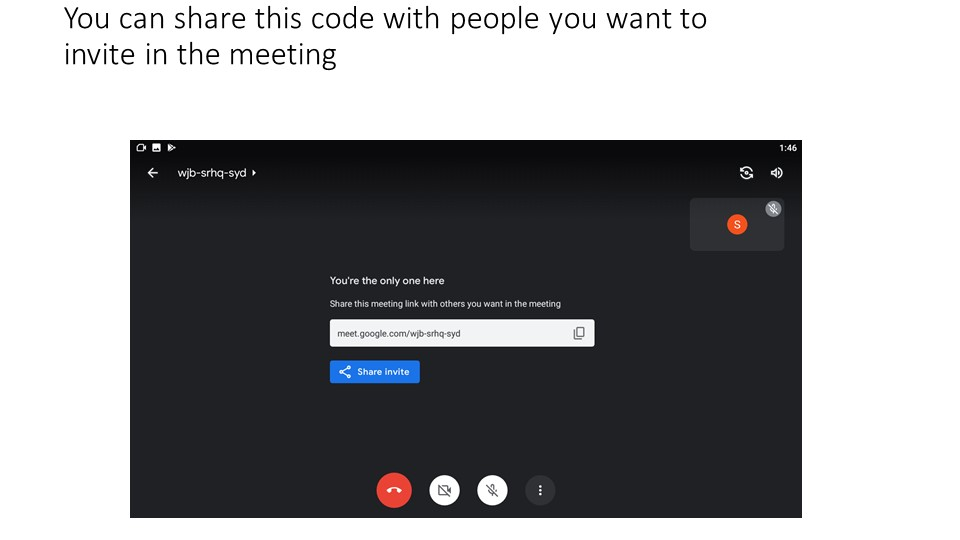 You can share this code with people you want to
invite in the meeting
1:46
wjb-srhq-syd
S
You're the only one here
Share this meeting link with others you want in the meeting
meet.google.com/wjb-srhq-syd
Share invite